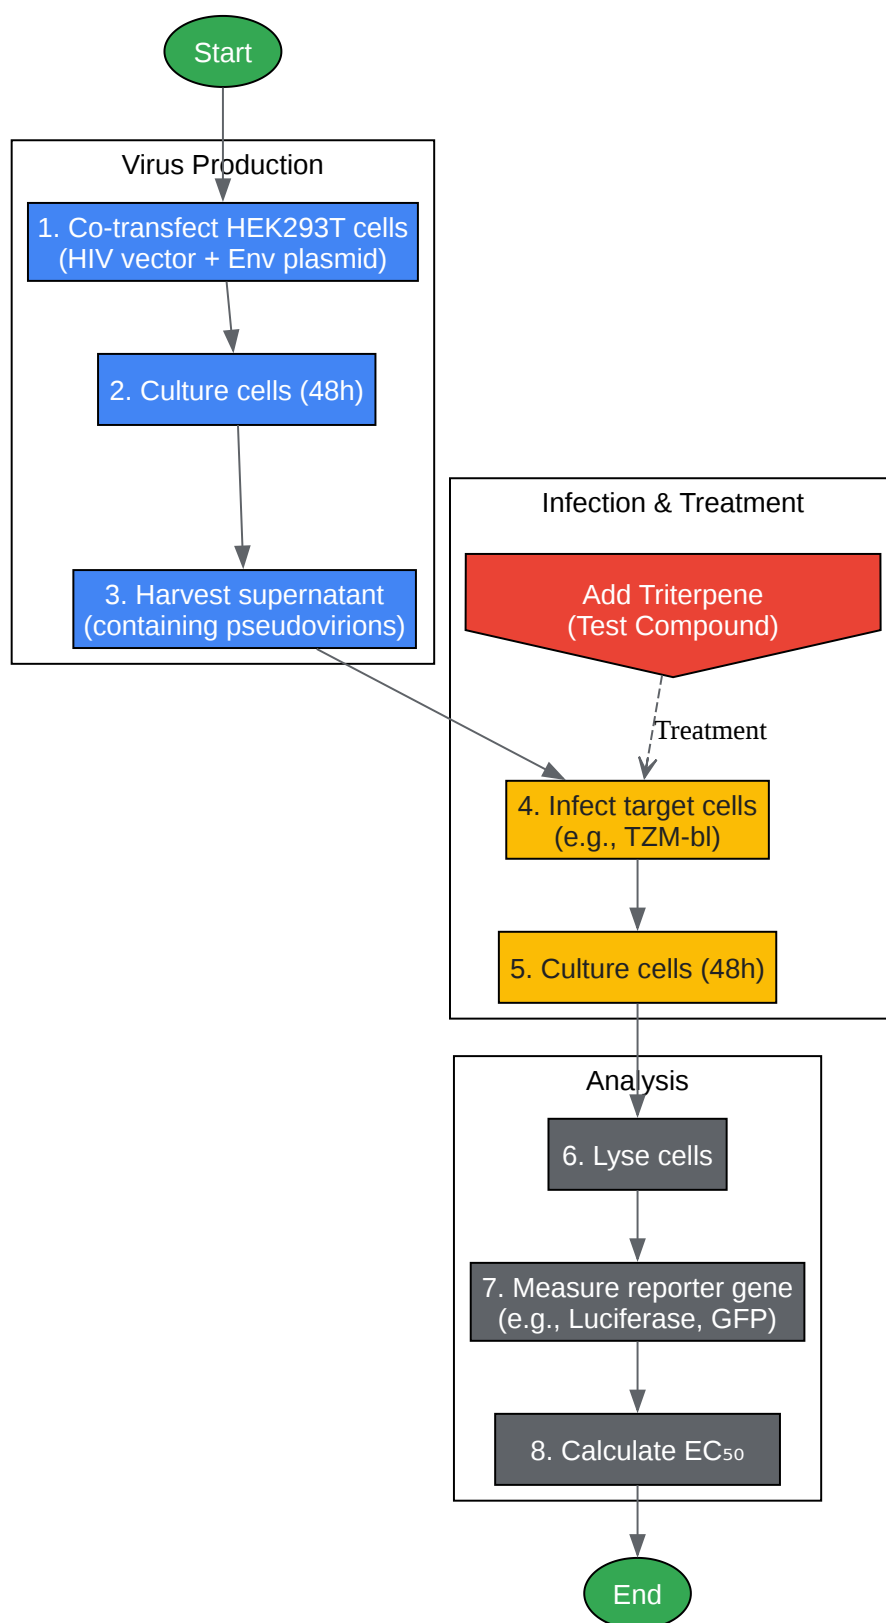 Start
Virus Production
1. Co-transfect HEK293T cells
(HIV vector + Env plasmid)
2. Culture cells (48h)
3. Harvest supernatant
(containing pseudovirions)
Infection & Treatment
Add Triterpene
(Test Compound)
Treatment
4. Infect target cells
(e.g., TZM-bl)
5. Culture cells (48h)
Analysis
6. Lyse cells
7. Measure reporter gene
(e.g., Luciferase, GFP)
8. Calculate EC₅₀
End